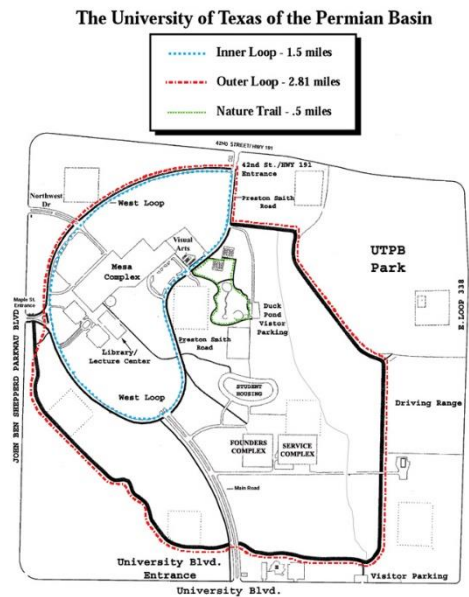 The University of Texas of the Permian Basin
Inner Loop - 1.5 miles
Outer Loop - 2.81 miles
Nature Trail - .5 miles
42ND STREET/HWY 191
42nd St./HWY 191
Entrance
Northwest
Dr
West Loop
Preston Smith
Road
Visual
Arts
UTPB
Park
Mesa
Complex
Maple St.
Entrance
Duck
Pond
Vistor
Parking
E.LOOP 338
Library/
Lecture Center
Preston Smith
Road
JOHN BEN SHEPPERD PARKWAU BLVD
STUDENT
HOUSING
West Loop
Driving Range
FOUNDERS
COMPLEX
SERVICE
COMPLEX
Main Road
University Blvd.
Entrance
Visitor Parking
University Blvd.